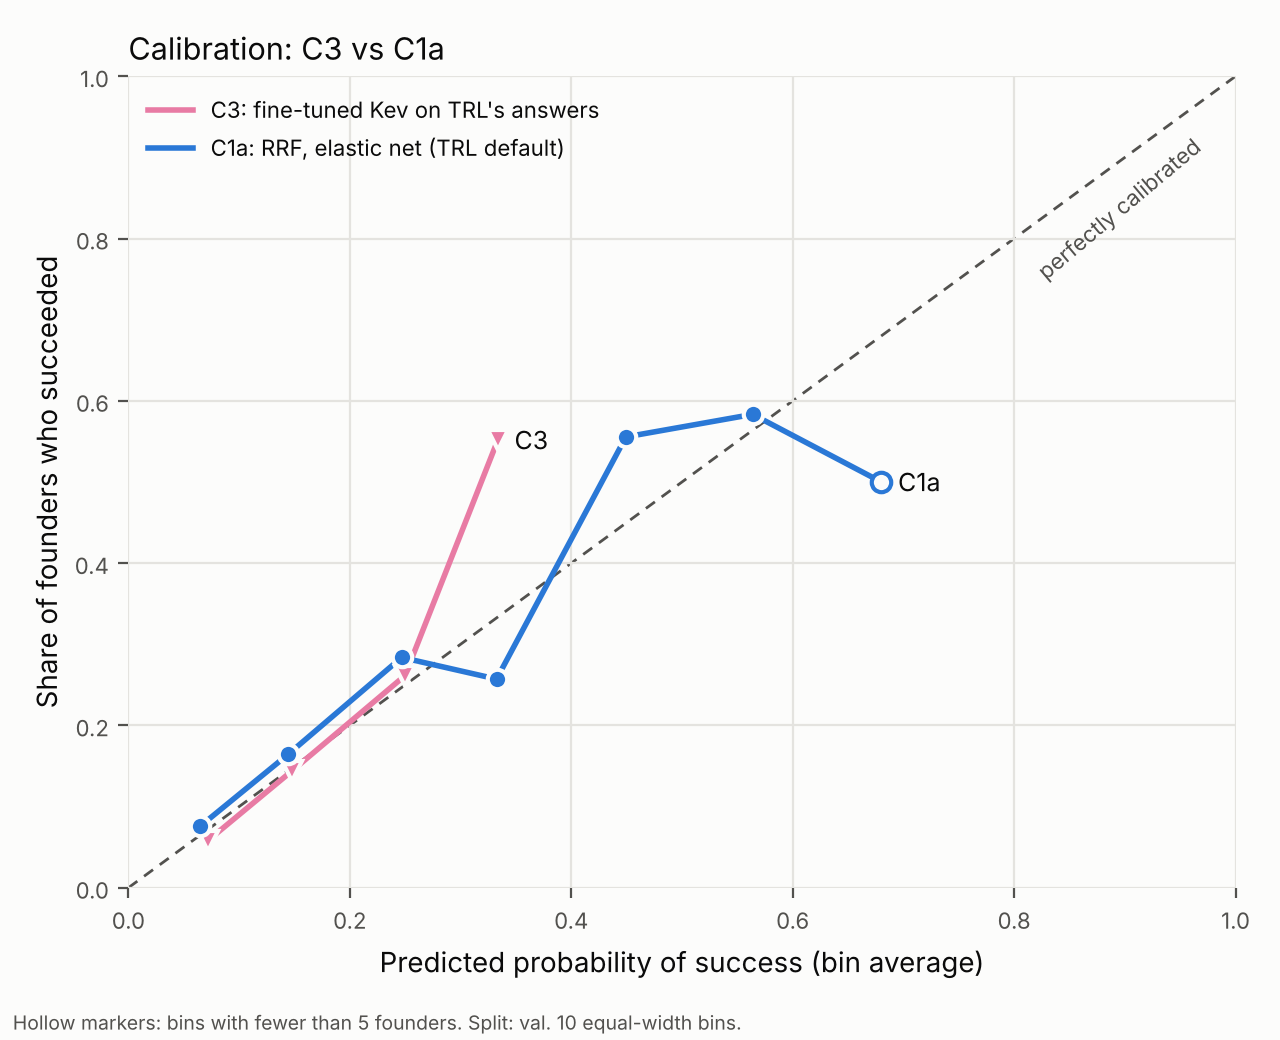 Calibration: C3 vs C1a
C3: fine-tuned Kev on TRL's answers
C1a: RRF, elastic net (TRL default)
perfectly calibrated
C3
C1a
Share of founders who succeeded
1.0
0.8
0.6
0.4
0.2
0.0
0.0 0.2 0.4 0.6 0.8 1.0
Predicted probability of success (bin average)
Hollow markers: bins with fewer than 5 founders. Split: val. 10 equal-width bins.